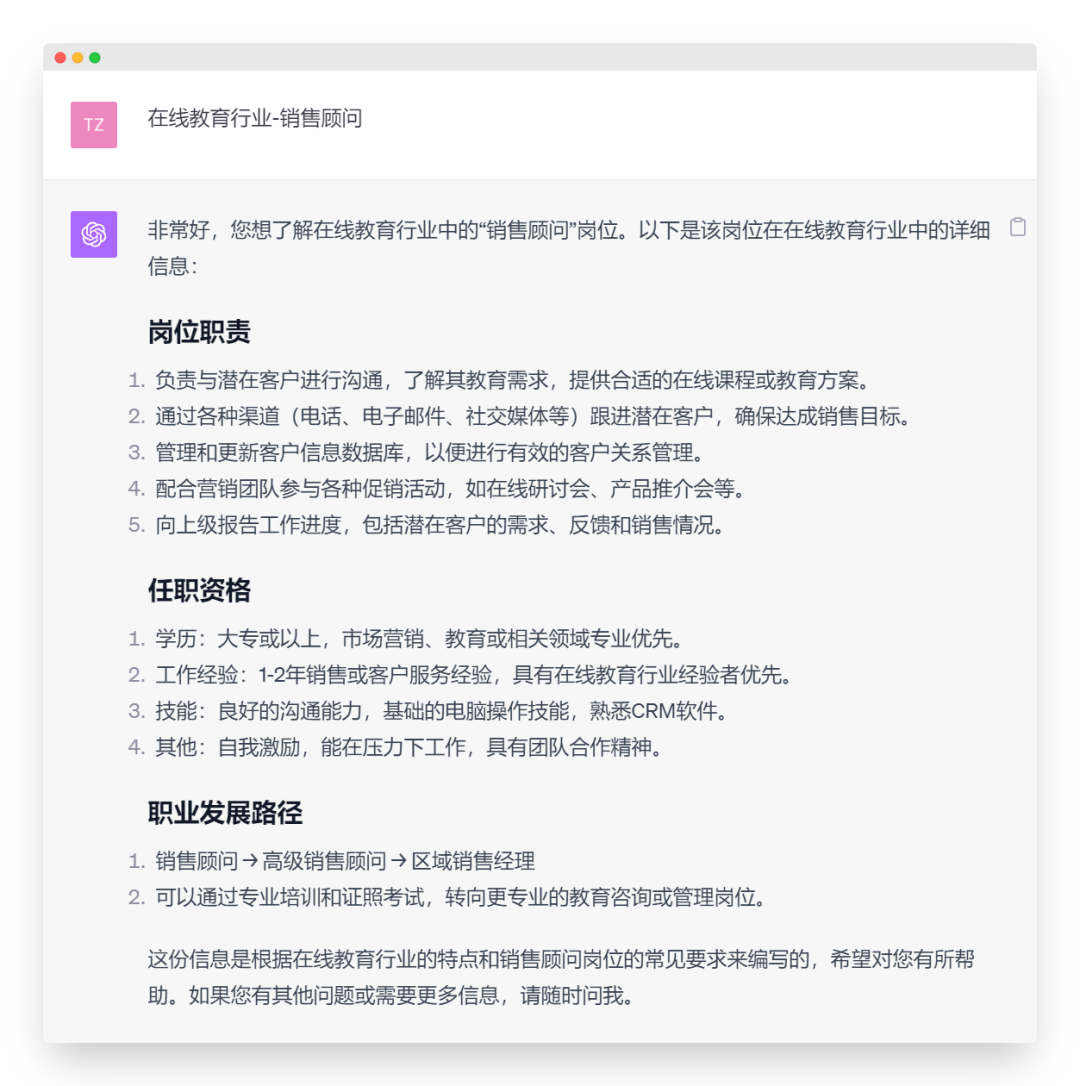 TZ
在线教育行业-销售顾问
非常好，您想了解在线教育行业中的“销售顾问”岗位。以下是该岗位在在线教育行业中的详细
信息：
岗位职责
1. 负责与潜在客户进行沟通，了解其教育需求，提供合适的在线课程或教育方案。
2. 通过各种渠道（电话、电子邮件、社交媒体等）跟进潜在客户，确保达成销售目标。
3. 管理和更新客户信息数据库，以便进行有效的客户关系管理。
4. 配合营销团队参与各种促销活动，如在线研讨会、产品推介会等。
5. 向上级报告工作进度，包括潜在客户的需求、反馈和销售情况。
任职资格
1. 学历：大专或以上，市场营销、教育或相关领域专业优先。
2. 工作经验：1-2年销售或客户服务经验，具有在线教育行业经验者优先。
3. 技能：良好的沟通能力，基础的电脑操作技能，熟悉CRM软件。
4. 其他：自我激励，能在压力下工作，具有团队合作精神。
职业发展路径
1. 销售顾问→高级销售顾问→区域销售经理
2. 可以通过专业培训和证照考试，转向更专业的教育咨询或管理岗位。
这份信息是根据在线教育行业的特点和销售顾问岗位的常见要求来编写的，希望对您有所帮
助。如果您有其他问题或需要更多信息，请随时问我。